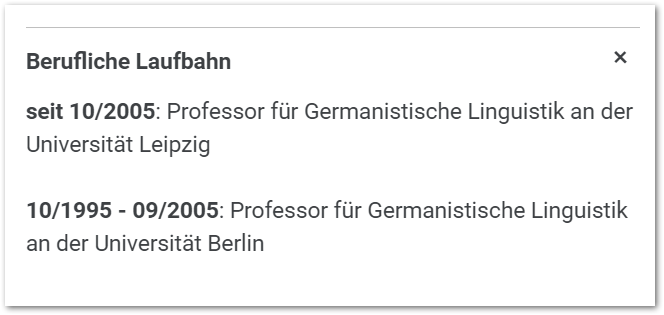 Berufliche Laufbahn ×
seit 10/2005: Professor für Germanistische Linguistik an der
Universität Leipzig
10/1995 - 09/2005: Professor für Germanistische Linguistik
an der Universität Berlin